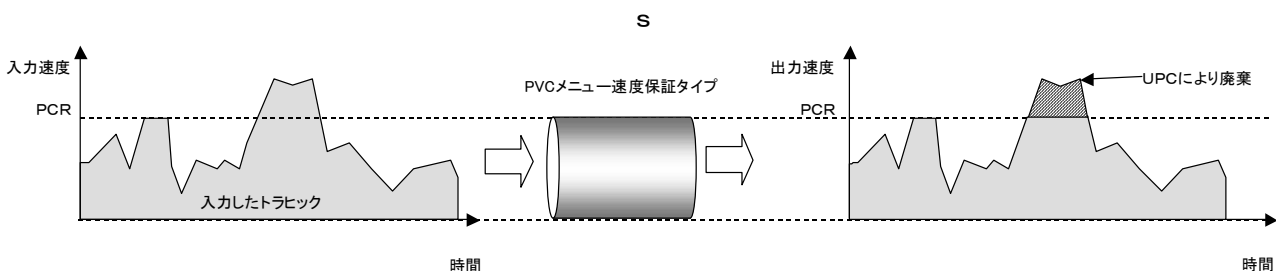 S
入力速度
PCR
入力したトラヒック
時間
PVCメニュー速度保証タイプ
出力速度
PCR
UPCにより廃棄
時間